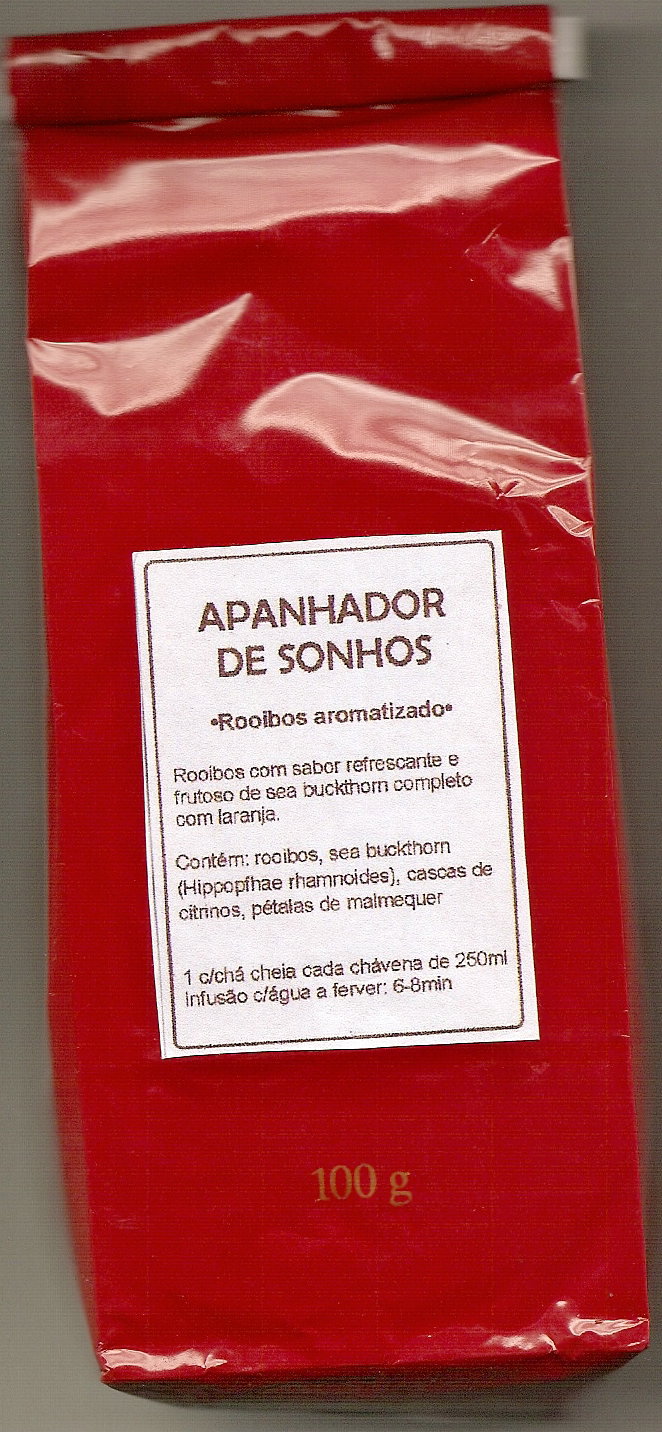 APANHADOR
DE SONHOS
•Rooibos aromatizado•
Rooibos com sabor refrescante e
frutoso de sea buckthorn completo
com laranja.
Contém: rooibos, sea buckthorn
(Hippopfhae rhamnoides), cascas de
citrinos, pétalas de malmequer
1 c/chá cheia cada chávena de 250ml
Infusão c/água a ferver: 6-8min
100 g